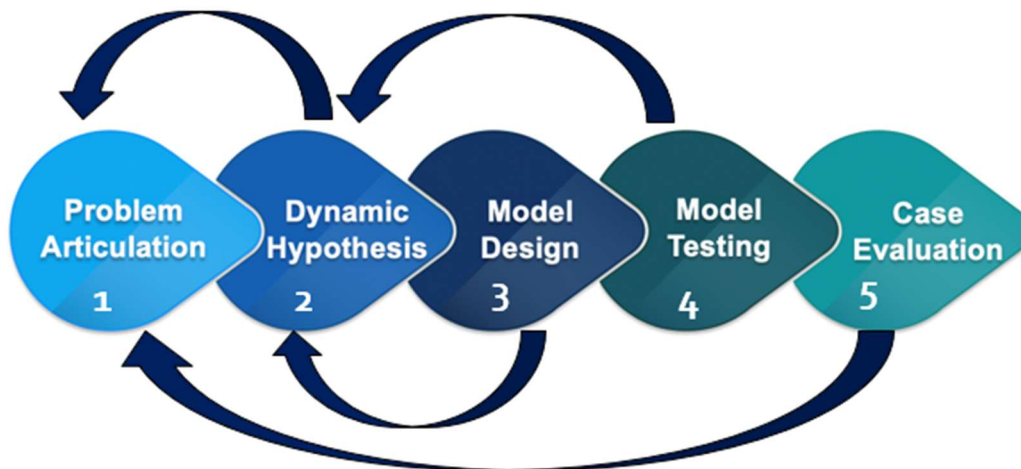 Problem
Articulation
1
Dynamic
Hypothesis
2
Model
Design
3
Model
Testing
4
Case
Evaluation
5